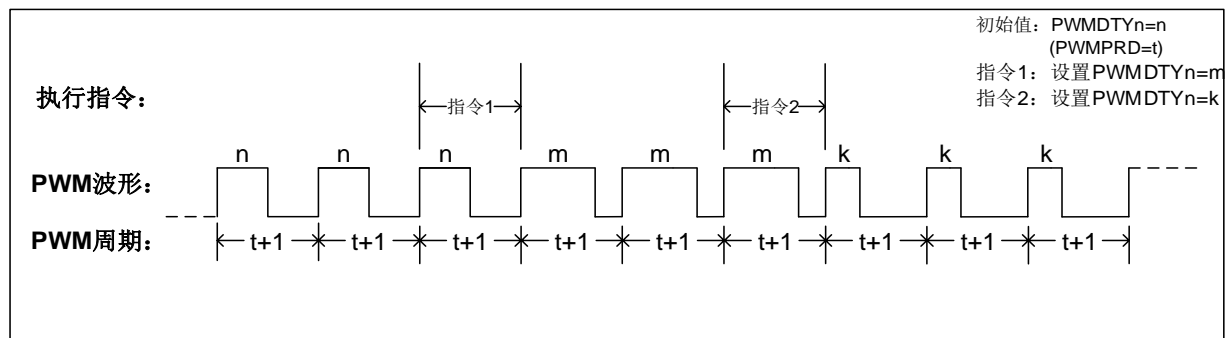 初始值：PWMDTYn=n
(PWMPRD=t)
指令1：设置PWMDTYn=m
指令2：设置PWMDTYn=k
执行指令：
指令1 指令2
n n n m m m k k k
PWM波形：
PWM周期：
t+1 t+1 t+1 t+1 t+1 t+1 t+1 t+1 t+1